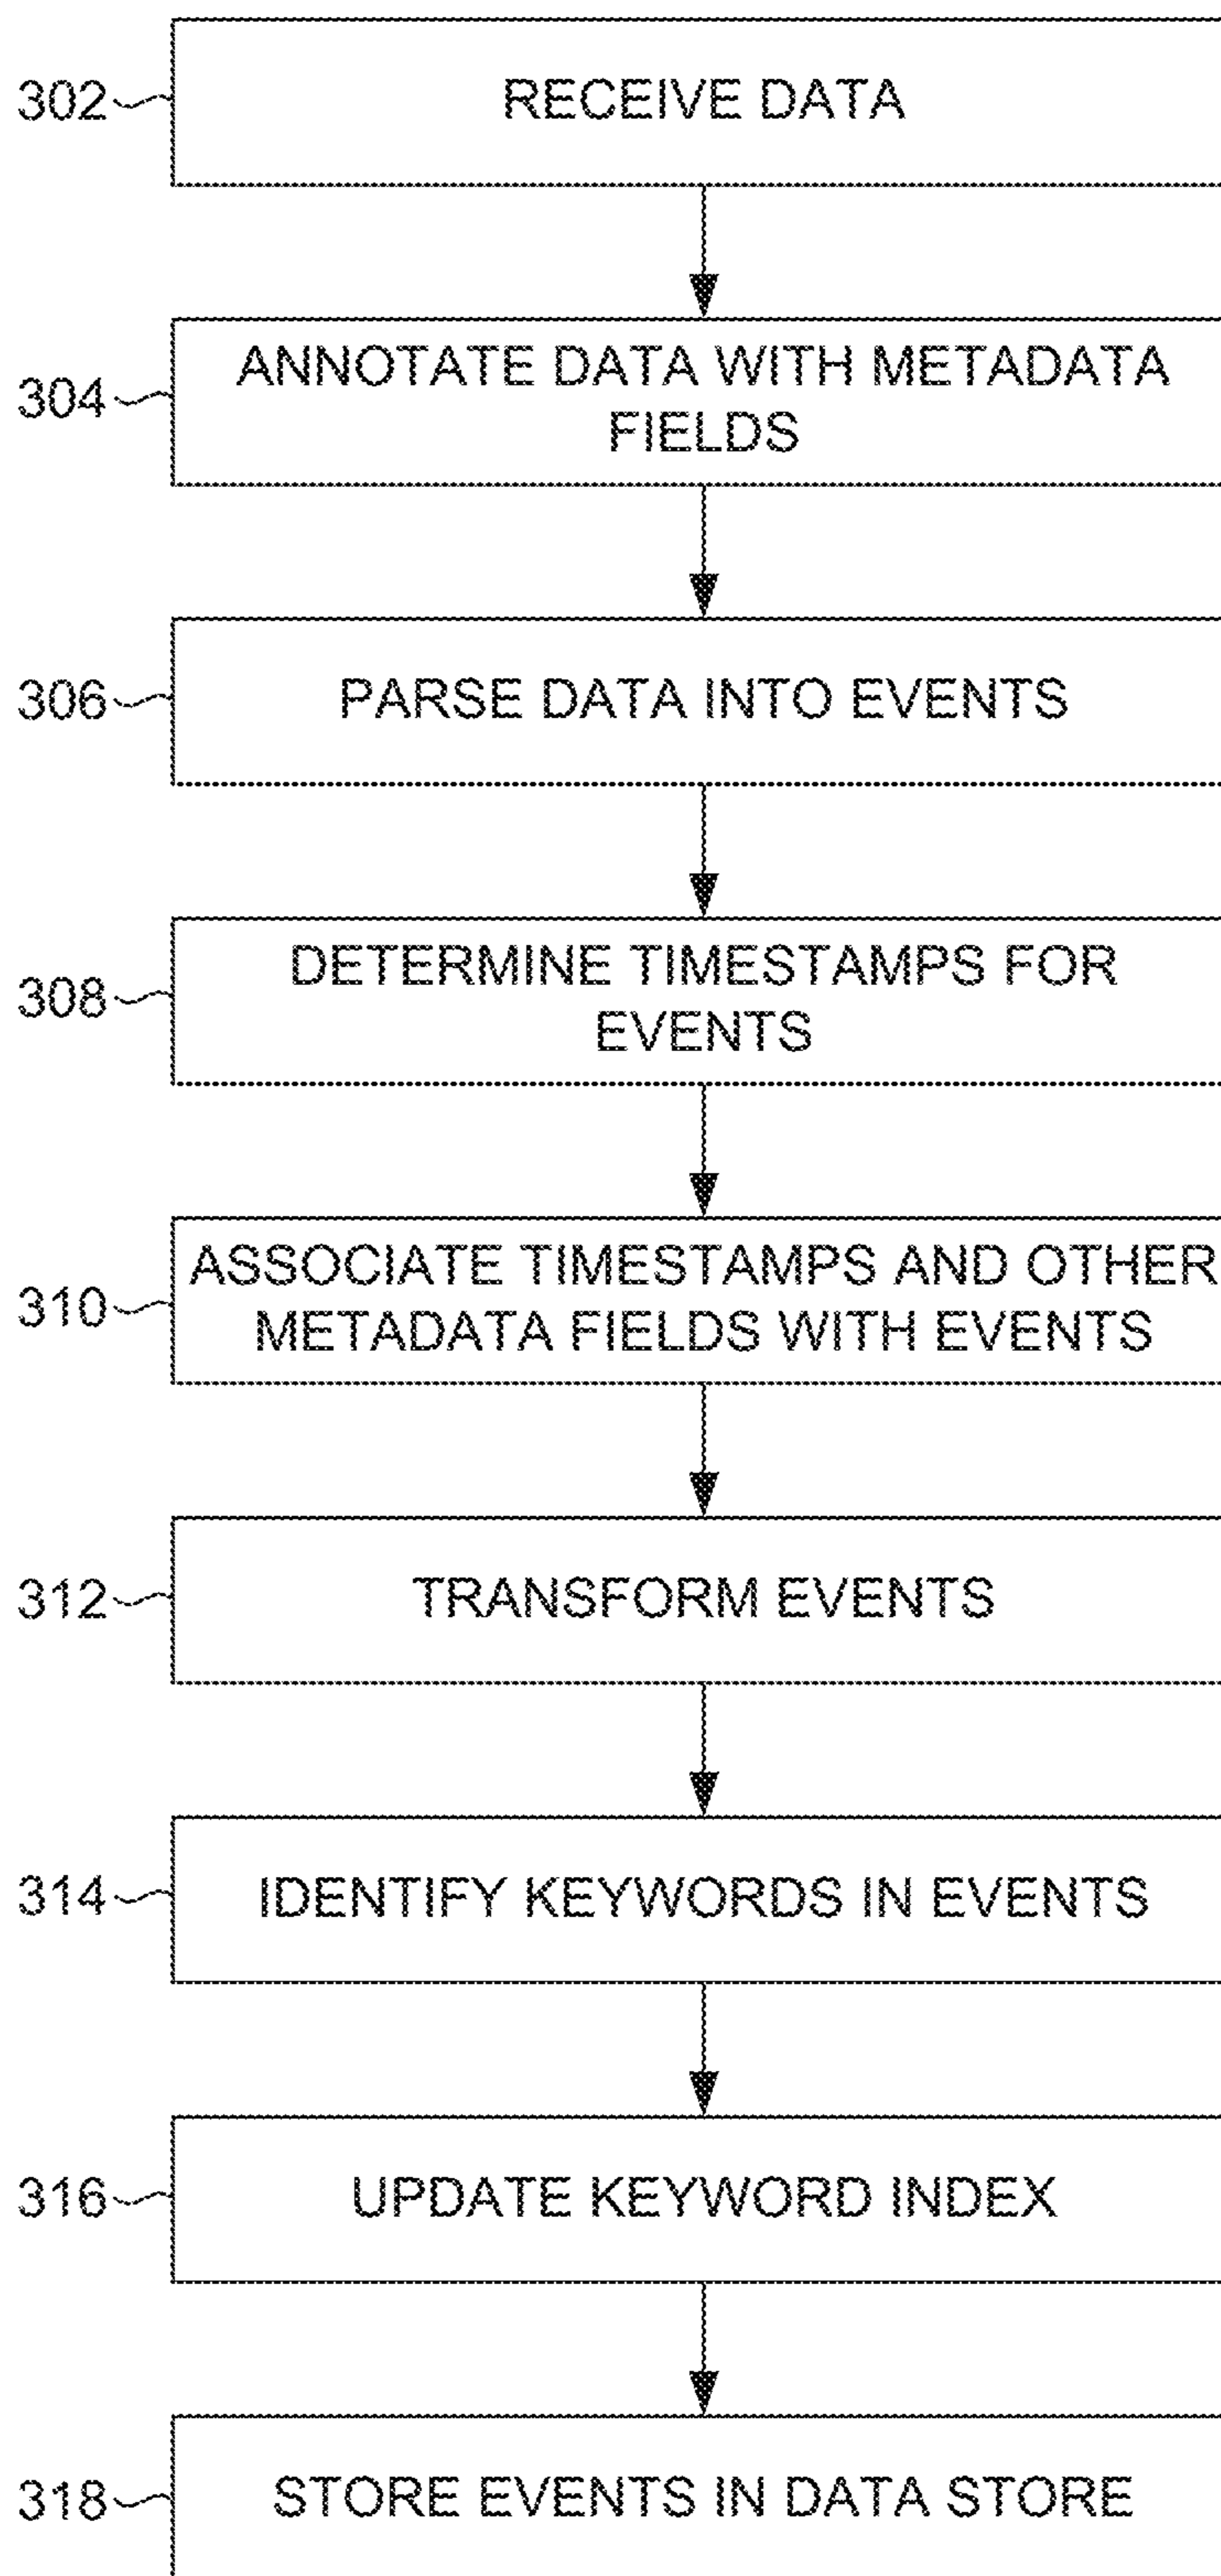 302
RECEIVE DATA
304
ANNOTATE DATA WITH METADATA
FIELDS
306
PARSE DATA INTO EVENTS
308
DETERMINE TIMESTAMPS FOR
EVENTS
310
ASSOCIATE TIMESTAMPS AND OTHER
METADATA FIELDS WITH EVENTS
312
TRANSFORM EVENTS
314
IDENTIFY KEYWORDS IN EVENTS
316
UPDATE KEYWORD INDEX
318
STORE EVENTS IN DATA STORE